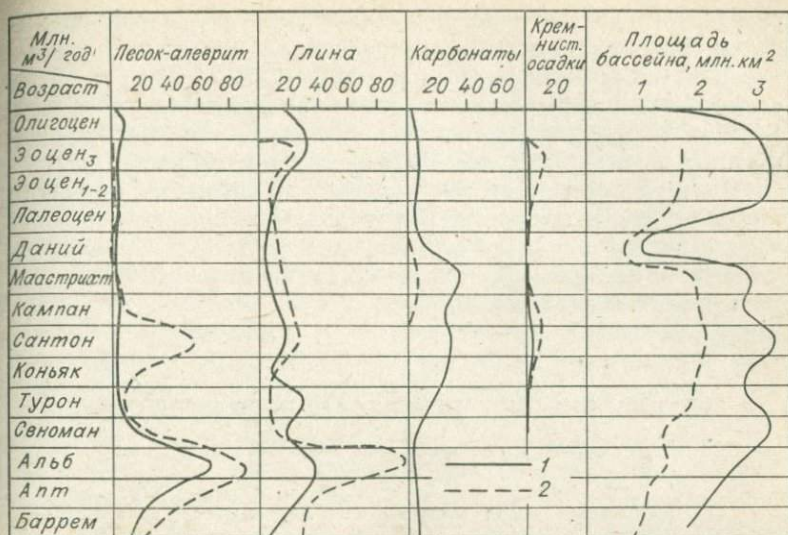 Млн. м³/год
Песок-алеврит
Глина
Карбонаты
Крем-
нист.
осадки
Площадь
бассейна, млн. км²
Возраст
20 40 60 80
20 40 60 80
20 40 60
20
1 2 3
Олигоцен
Эоцен₃
Эоцен₁₋₂
Палеоцен
Даний
Маастрихт
Кампан
Сантон
Коньяк
Турон
Сеноман
Альб
Апт
Баррем
1
2